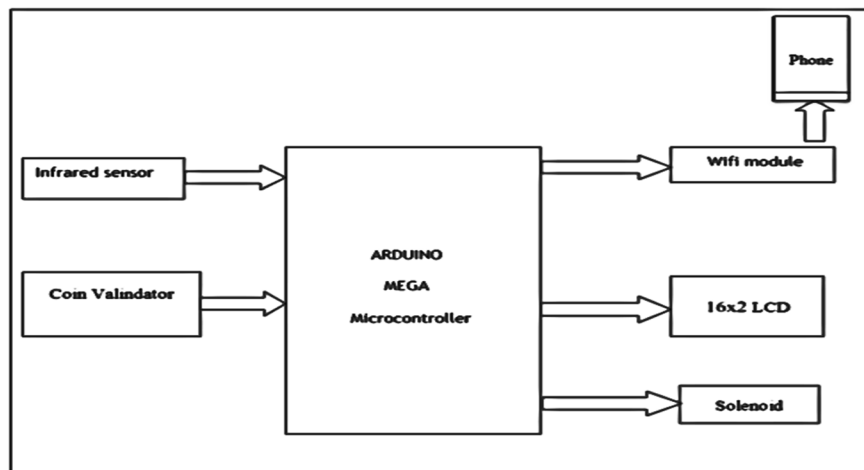 Phone
Infrared sensor
Wifi module
Coin Valindator
ARDUINO
MEGA
Microcontroller
16x2 LCD
Solenoid